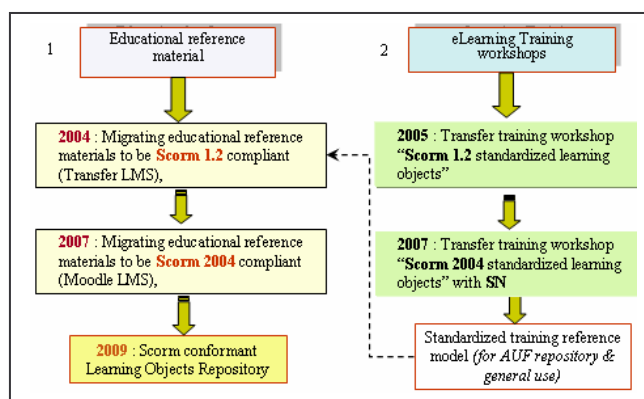 1
Educational reference
material
2004 : Migrating educational reference
materials to be Scorm 1.2 compliant
(Transfer LMS),
2007 : Migrating educational reference
materials to be Scorm 2004 compliant
(Moodle LMS),
2009 : Scorm conformant
Learning Objects Repository
2
eLearning Training
workshops
2005 : Transfer training workshop
"Scorm 1.2 standardized learning
objects"
2007 : Transfer training workshop
"Scorm 2004 standardized learning
objects" with SN
Standardized training reference
model (for AUF repository &
general use)